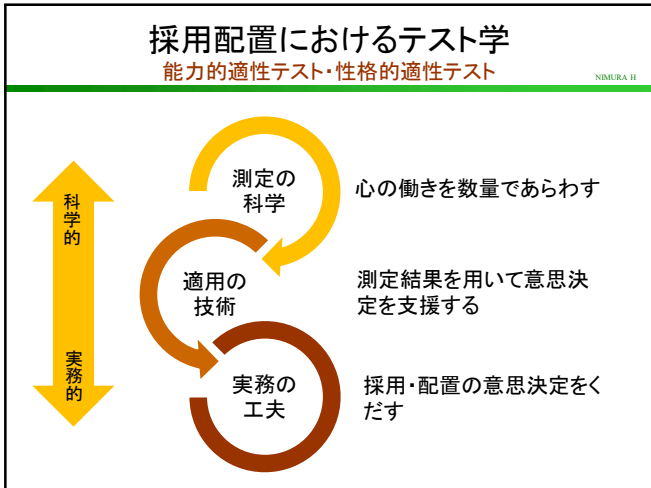 採用配置におけるテスト学
能力的適性テスト・性格的適性テスト
NIMURA H
科学的
実務的
測定の
科学
心の働きを数量であらわす
適用の
技術
測定結果を用いて意思決
定を支援する
実務の
工夫
採用・配置の意思決定をく
だす